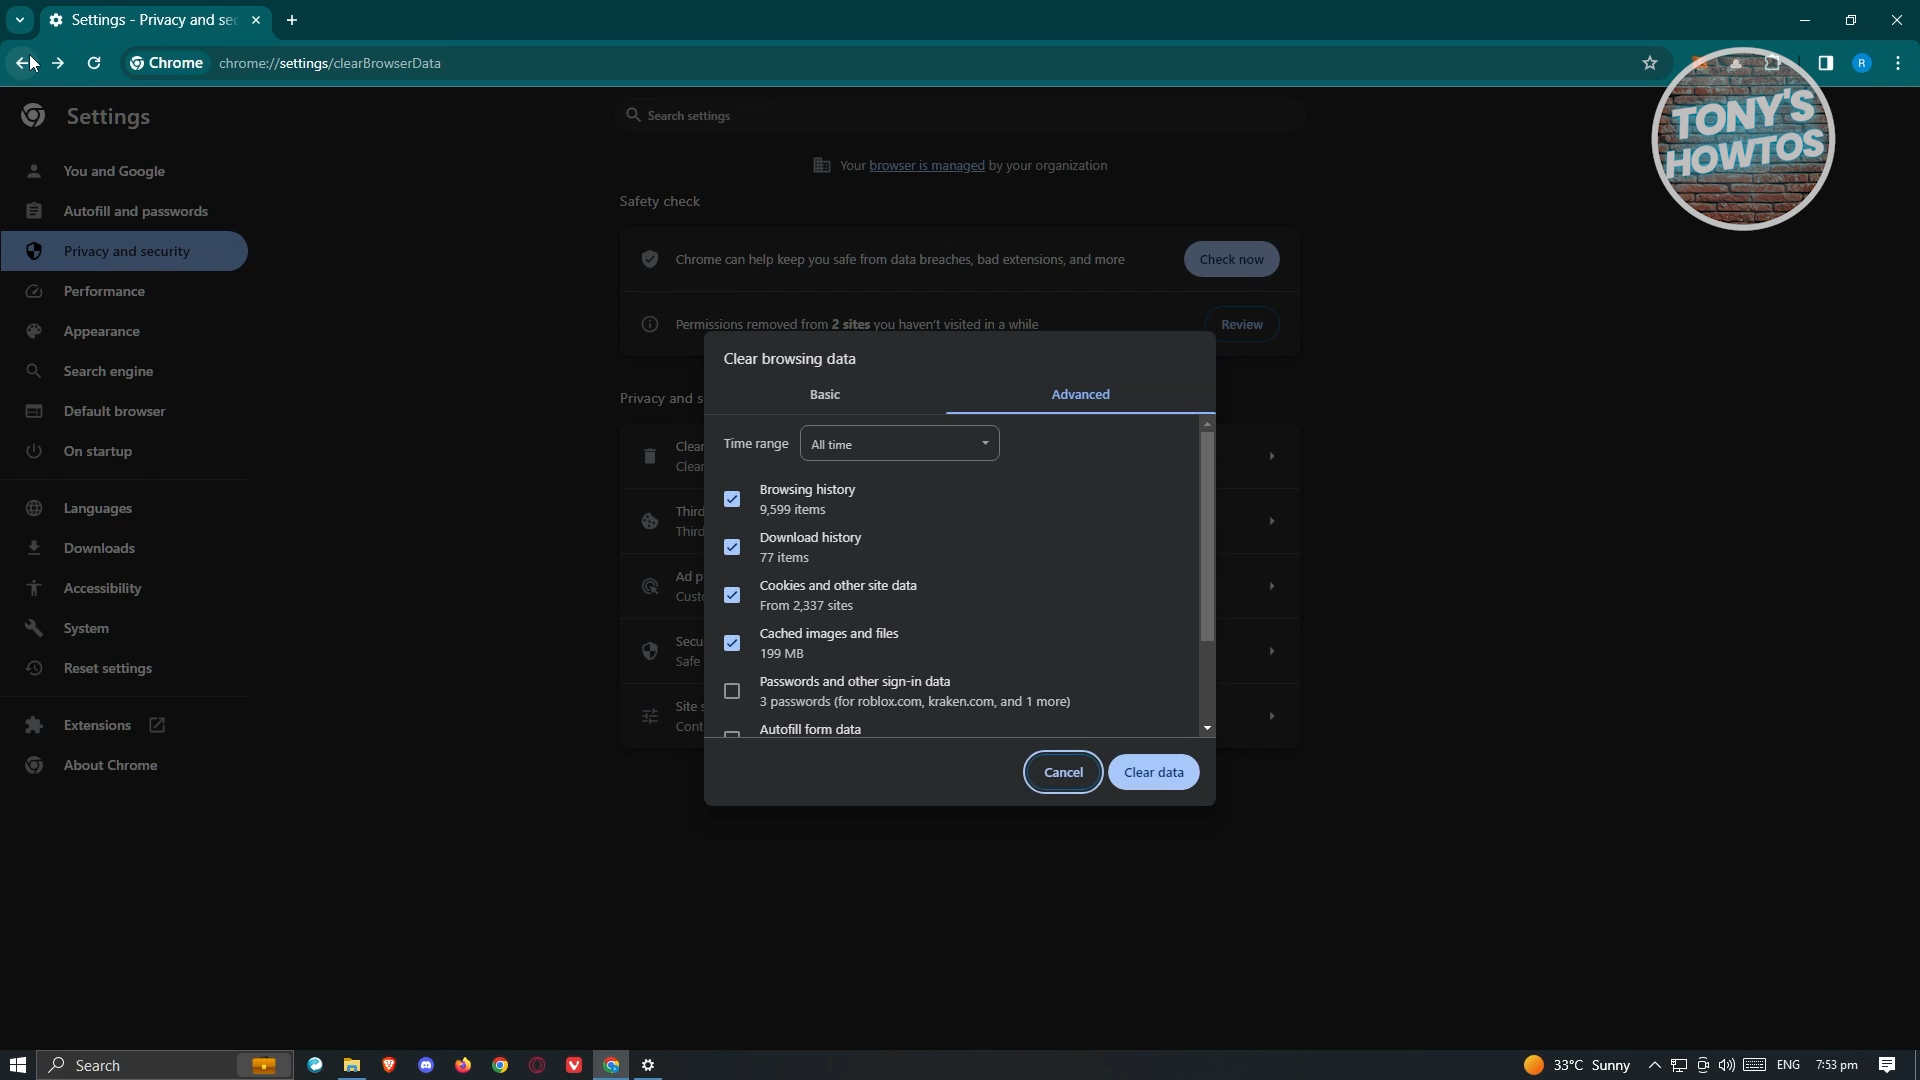 Settings - Privacy and sec
Chrome
chrome://settings/clearBrowserData
R
TONY'S
HOWTOS
Settings
Search settings
Your browser is managed by your organization
You and Google
Autofill and passwords
Privacy and security
Performance
Appearance
Search engine
Default browser
On startup
Languages
Downloads
Accessibility
System
Reset settings
Extensions
About Chrome
Safety check
Chrome can help keep you safe from data breaches, bad extensions, and more
Check now
Permissions removed from 2 sites you haven't visited in a while
Review
Privacy and s
Clear
Clear
Third
Third
Ad p
Custo
Secu
Safe
Site s
Cont
Clear browsing data
Basic
Advanced
Time range
All time
Browsing history
9,599 items
Download history
77 items
Cookies and other site data
From 2,337 sites
Cached images and files
199 MB
Passwords and other sign-in data
3 passwords (for roblox.com, kraken.com, and 1 more)
Autofill form data
Cancel
Clear data
Search
33°C Sunny
ENG
7:53 pm